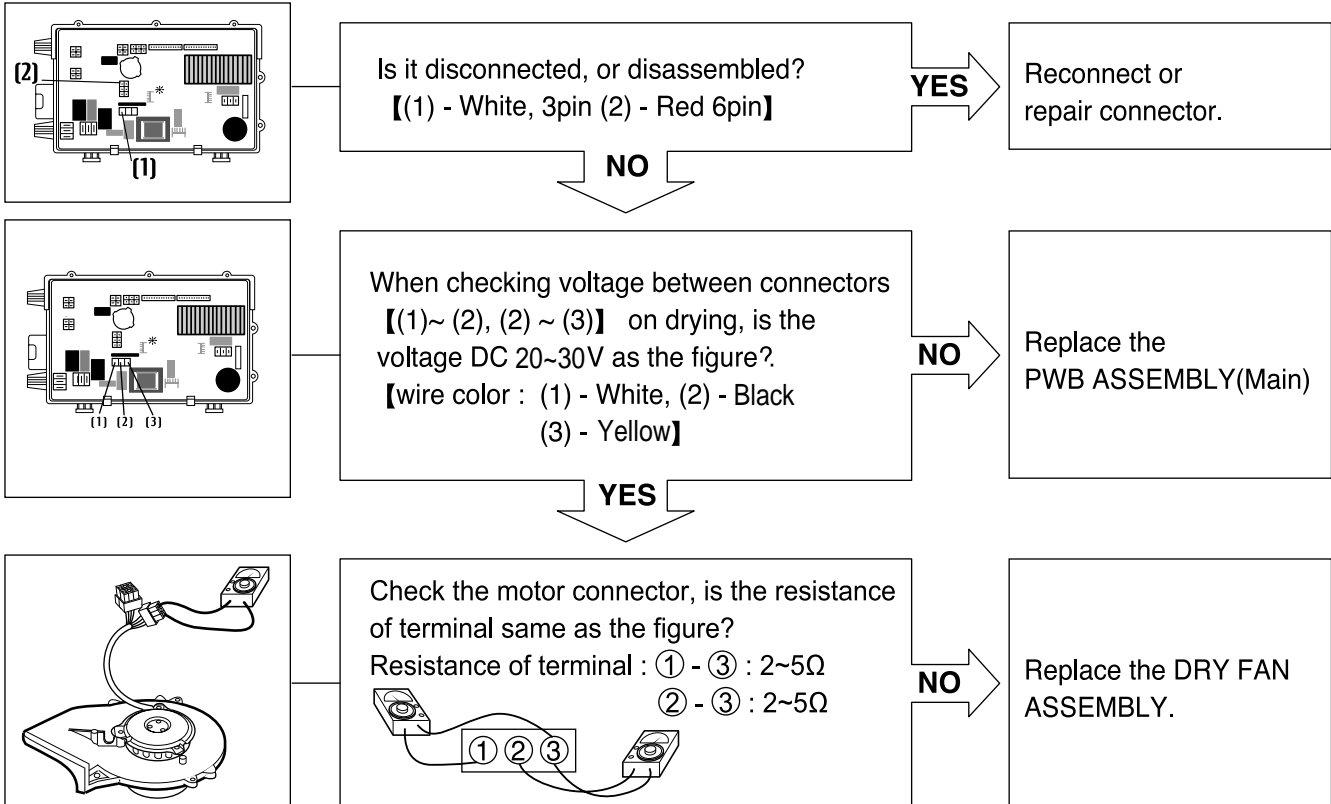 (2)
(1)
Is it disconnected, or disassembled?
【(1) - White, 3pin (2) - Red 6pin】
YES
Reconnect or
repair connector.
NO
(1) (2) (3)
When checking voltage between connectors
【(1)~ (2), (2) ~ (3)】 on drying, is the
voltage DC 20~30V as the figure?.
【wire color : (1) - White, (2) - Black
(3) - Yellow】
NO
Replace the
PWB ASSEMBLY(Main)
YES
Check the motor connector, is the resistance
of terminal same as the figure?
Resistance of terminal : ① - ③ : 2~5Ω
② - ③ : 2~5Ω
① ② ③
NO
Replace the DRY FAN
ASSEMBLY.